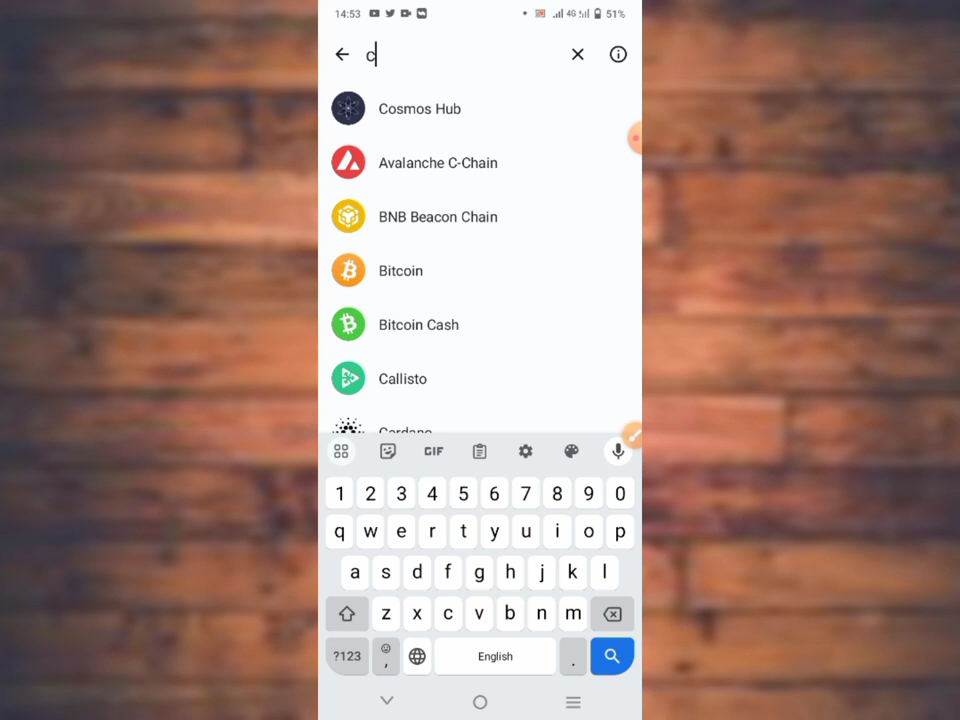 14:53 4G 51%
c
Cosmos Hub
Avalanche C-Chain
BNB Beacon Chain
Bitcoin
Bitcoin Cash
Callisto
Cardano
GIF
1 2 3 4 5 6 7 8 9 0
q w e r t y u i o p
a s d f g h j k l
z x c v b n m
?123 , English .